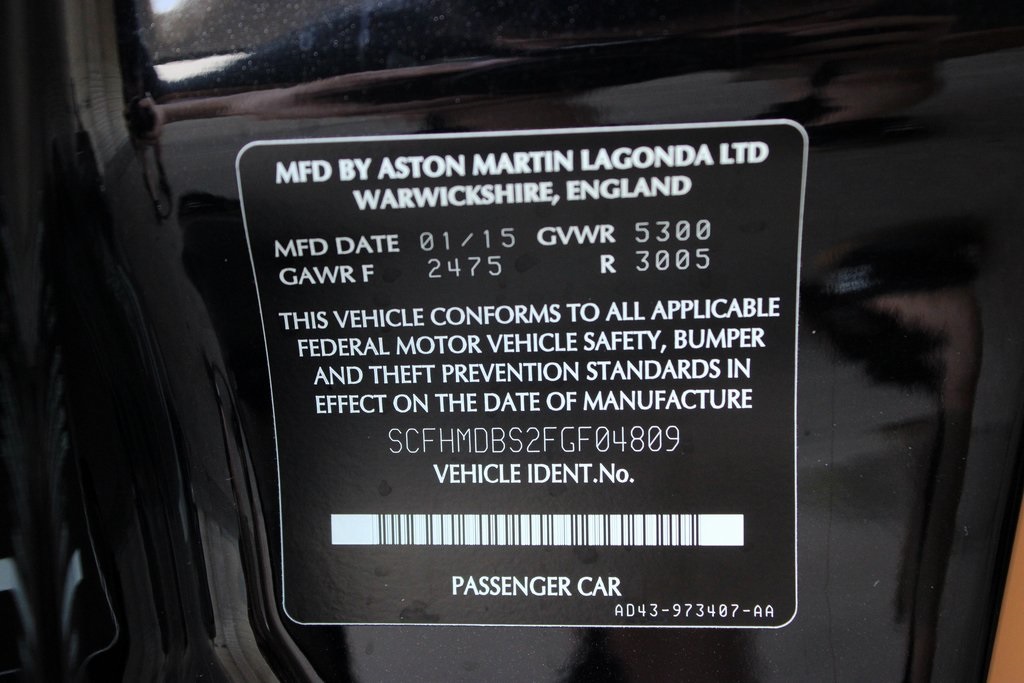 MFD BY ASTON MARTIN LAGONDA LTD
WARWICKSHIRE, ENGLAND
MFD DATE 01/15 GVWR 5300
GAWR F 2475 R 3005
THIS VEHICLE CONFORMS TO ALL APPLICABLE
FEDERAL MOTOR VEHICLE SAFETY, BUMPER
AND THEFT PREVENTION STANDARDS IN
EFFECT ON THE DATE OF MANUFACTURE
SCFHMDBS2FGF04809
VEHICLE IDENT.No.
PASSENGER CAR
AD43-973407-AA